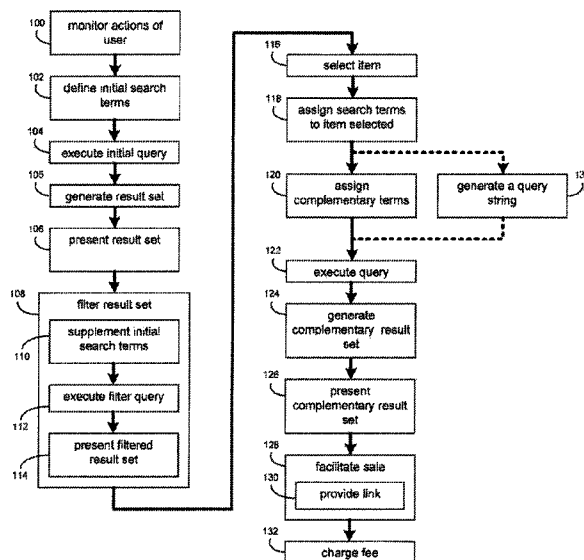 100
monitor actions of
user
102
define initial search
terms
104
execute initial query
105
generate result set
106
present result set
108
filter result set
110
supplement initial
search terms
112
execute filter query
114
present filtered
result set
116
select item
118
assign search terms
to item selected
120
assign
complementary terms
generate a query
string
122
execute query
124
generate
complementary result
set
126
present
complementary result
set
128
facilitate sale
130
provide link
132
charge fee